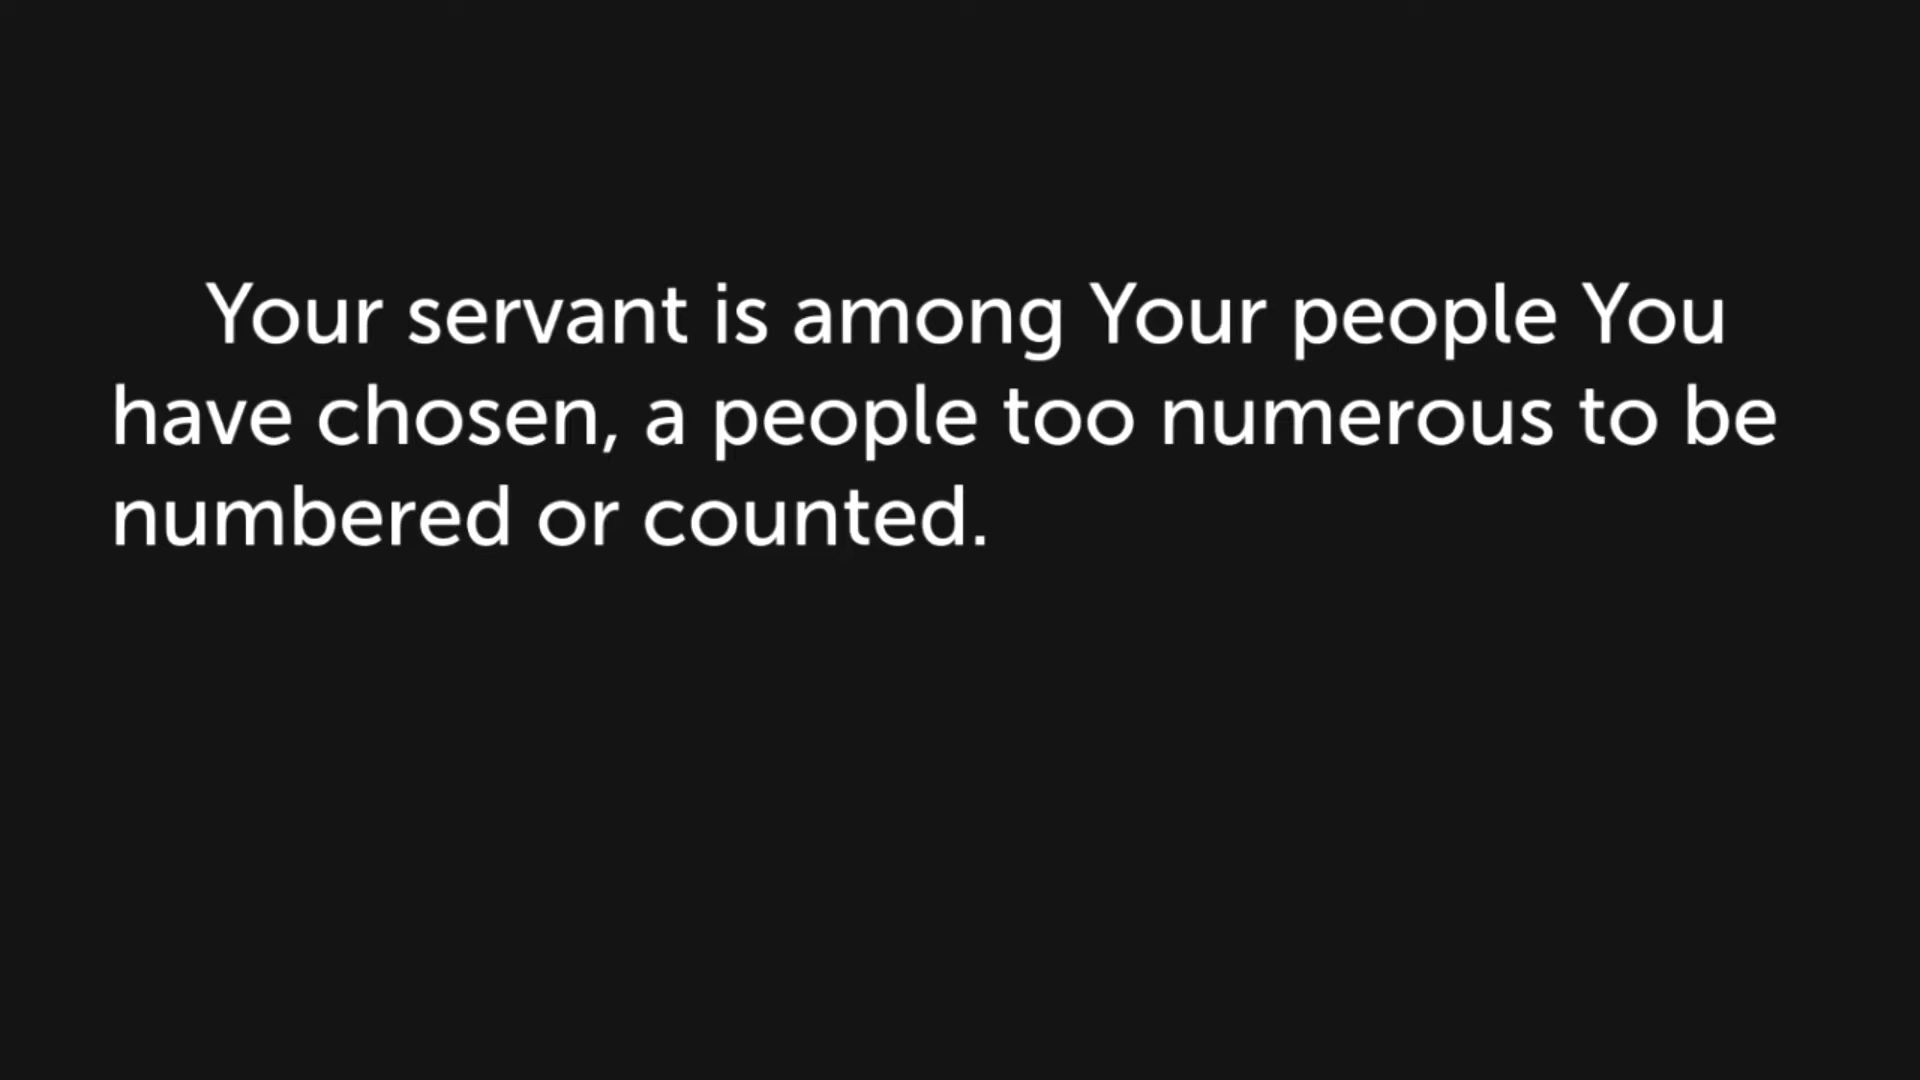 Your servant is among Your people You
have chosen, a people too numerous to be
numbered or counted.